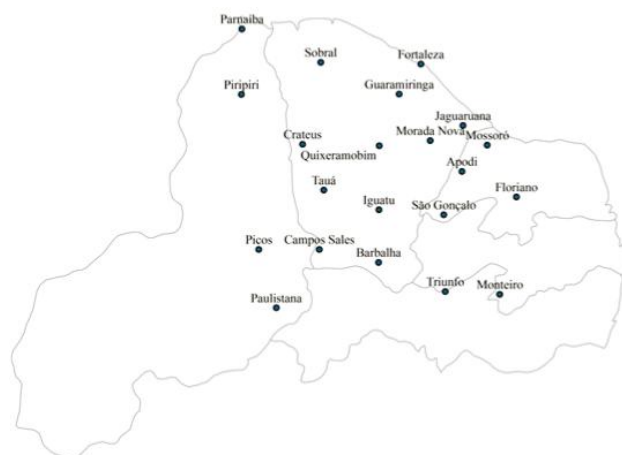 Parnaíba
Sobral
Fortaleza
Piripiri
Guaramiringa
Jaguaruana
Crateus
Morada Nova
Mossoró
Quixeramobim
Apodi
Tauá
Floriano
Iguatu
São Gonçalo
Picos
Campos Sales
Barbalha
Triunfo
Monteiro
Paulistana